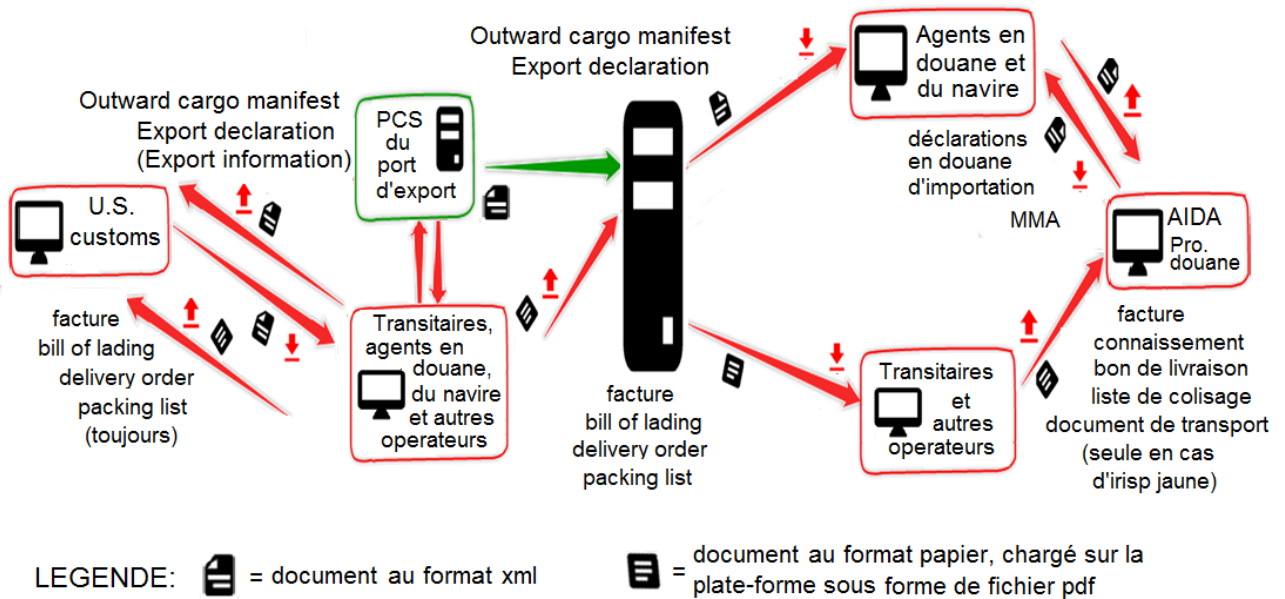 Outward cargo manifest
Export declaration
(Export information)
PCS
du
port
d'export
Outward cargo manifest
Export declaration
Agents en
douane et
du navire
déclarations
en douane
d'importation
MMA
U.S.
customs
AIDA
Pro.
douane
facture
bill of lading
delivery order
packing list
(toujours)
Transitaires,
agents en
douane,
du navire
et autres
operateurs
facture
bill of lading
delivery order
packing list
Transitaires
et
autres
operateurs
facture
connaissement
bon de livraison
liste de colisage
document de transport
(seule en cas
d'irisp jaune)
LEGENDE: = document au format xml
= document au format papier, chargé sur la
plate-forme sous forme de fichier pdf